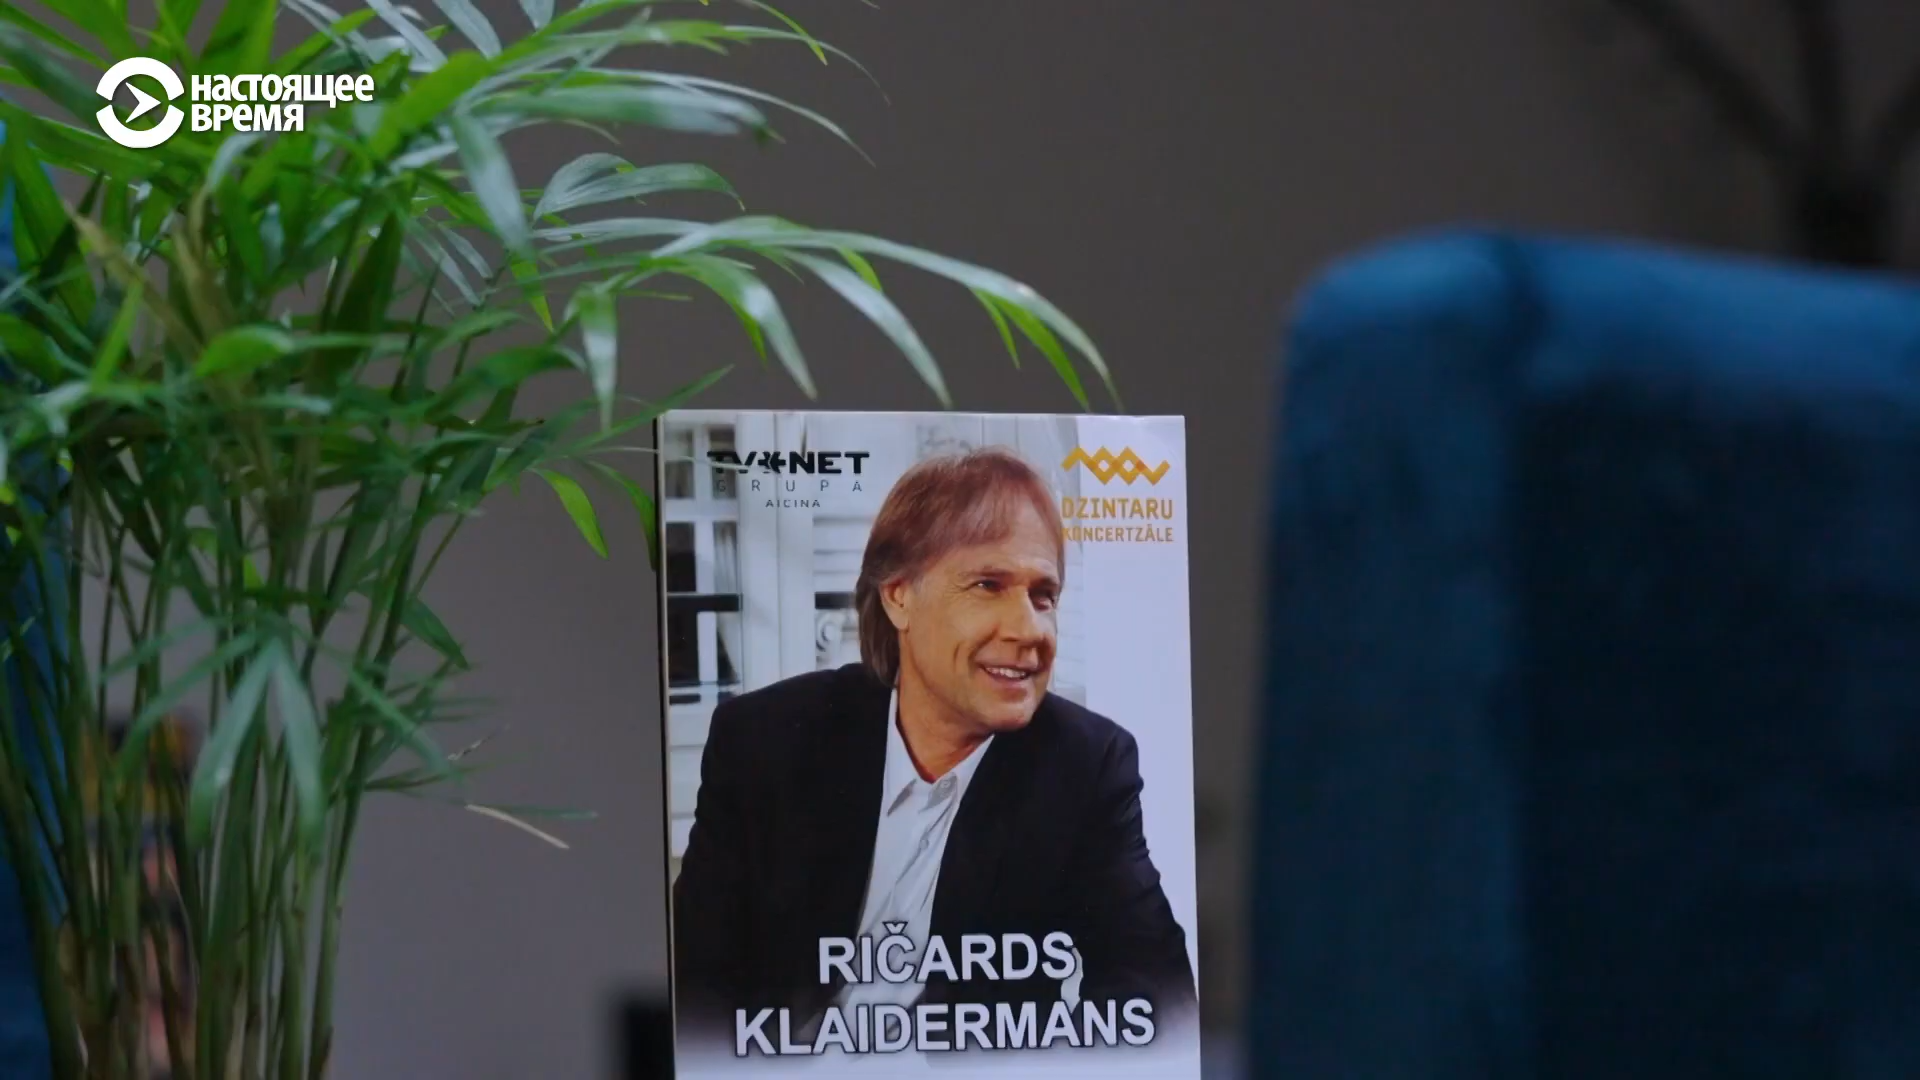 НАСТОЯЩЕЕ
ВРЕМЯ
TV NET
GRUPA
AICINA
DZINTARU
KONCERTZĀLE
RIČARDS
KLAIDERMANS